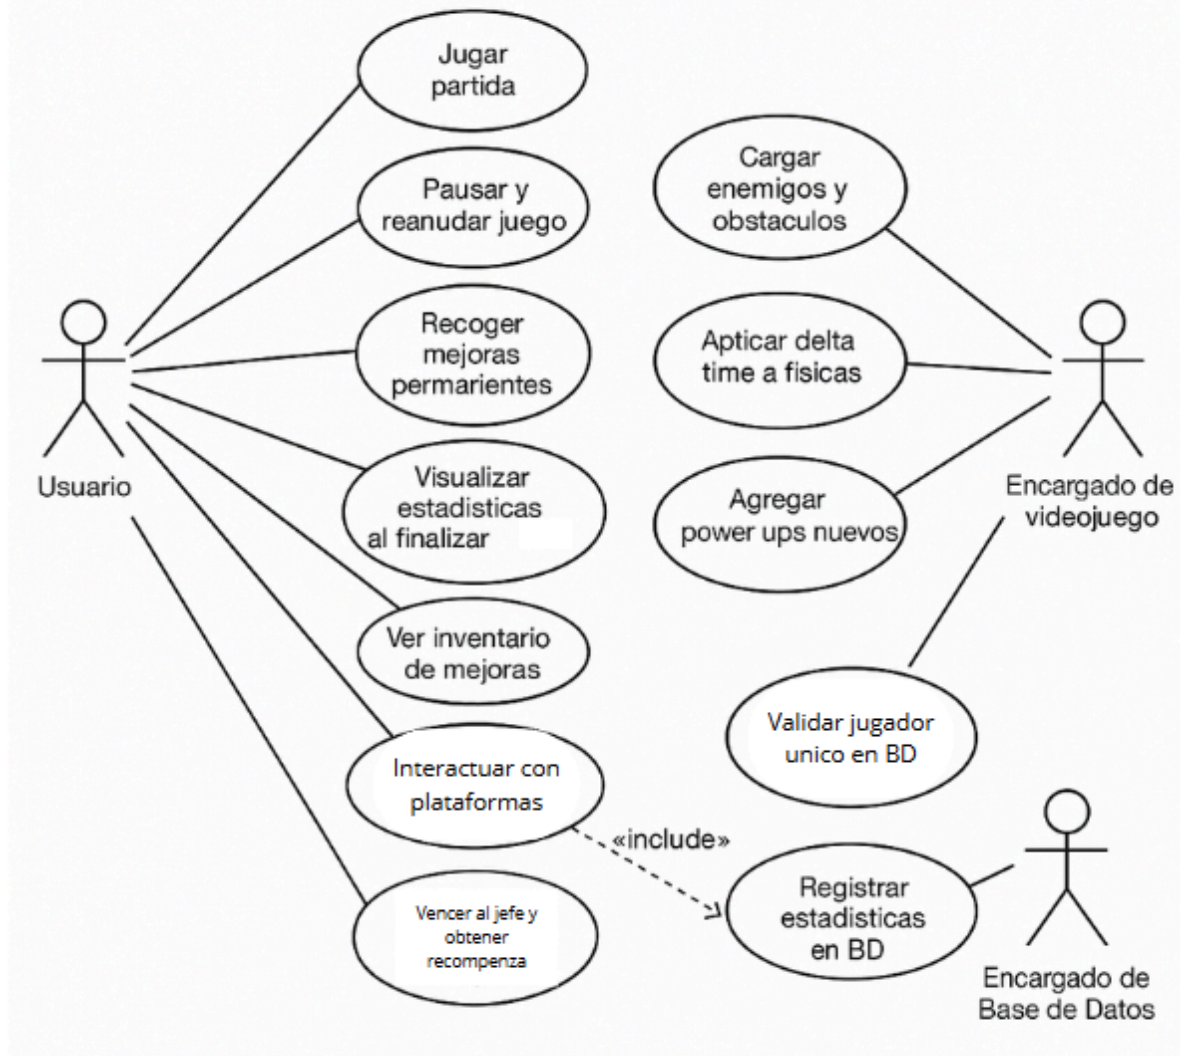 Jugar
partida
Pausar y
reanudar juego
Recoger
mejoras
permarientes
Visualizar
estadisticas
al finalizar
Ver inventario
de mejoras
Interactuar con
plataformas
Vencer al jefe y
obtener
recompenza
Usuario
Cargar
enemigos y
obstaculos
Apticar delta
time a fisicas
Agregar
power ups nuevos
Encargado de
videojuego
Validar jugador
unico en BD
«include»
Registrar
estadisticas
en BD
Encargado de
Base de Datos